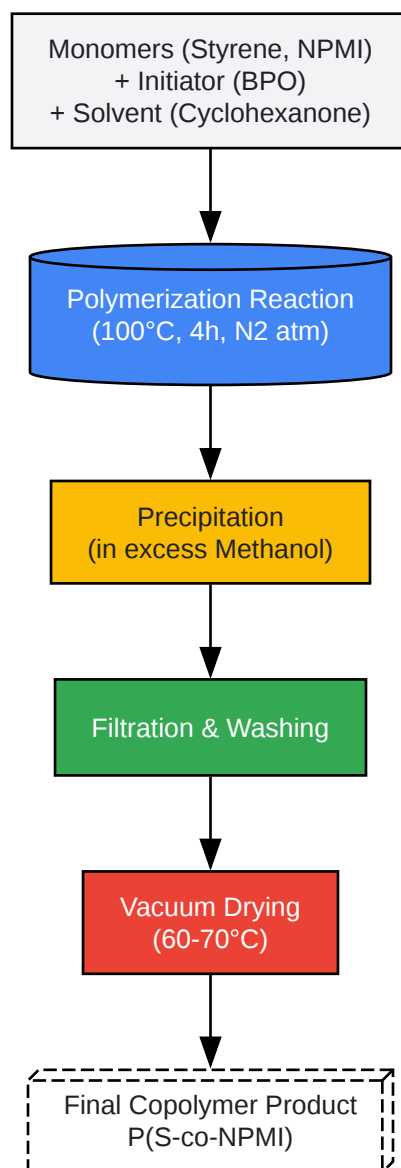 Monomers (Styrene, NPMI)
+ Initiator (BPO)
+ Solvent (Cyclohexanone)
Polymerization Reaction
(100°C, 4h, N2 atm)
Precipitation
(in excess Methanol)
Filtration & Washing
Vacuum Drying
(60-70°C)
Final Copolymer Product
P(S-co-NPMI)